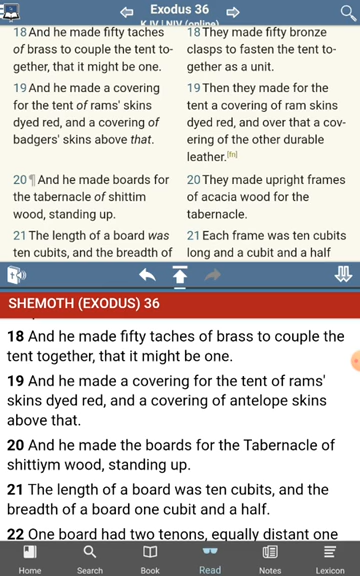 Exodus 36
KJV | NIV (online)
18 And he made fifty taches
of brass to couple the tent to-
gether, that it might be one.
19 And he made a covering
for the tent of rams' skins
dyed red, and a covering of
badgers' skins above that.
20 ¶ And he made boards for
the tabernacle of shittim
wood, standing up.
21 The length of a board was
ten cubits, and the breadth of
18 They made fifty bronze
clasps to fasten the tent to-
gether as a unit.
19 Then they made for the
tent a covering of ram skins
dyed red, and over that a cov-
ering of the other durable
leather.[fn]
20 They made upright frames
of acacia wood for the
tabernacle.
21 Each frame was ten cubits
long and a cubit and a half
SHEMOTH (EXODUS) 36
18 And he made fifty taches of brass to couple the
tent together, that it might be one.
19 And he made a covering for the tent of rams'
skins dyed red, and a covering of antelope skins
above that.
20 And he made the boards for the Tabernacle of
shittiym wood, standing up.
21 The length of a board was ten cubits, and the
breadth of a board one cubit and a half.
22 One board had two tenons, equally distant one
Home
Search
Book
Read
Notes
Lexicon